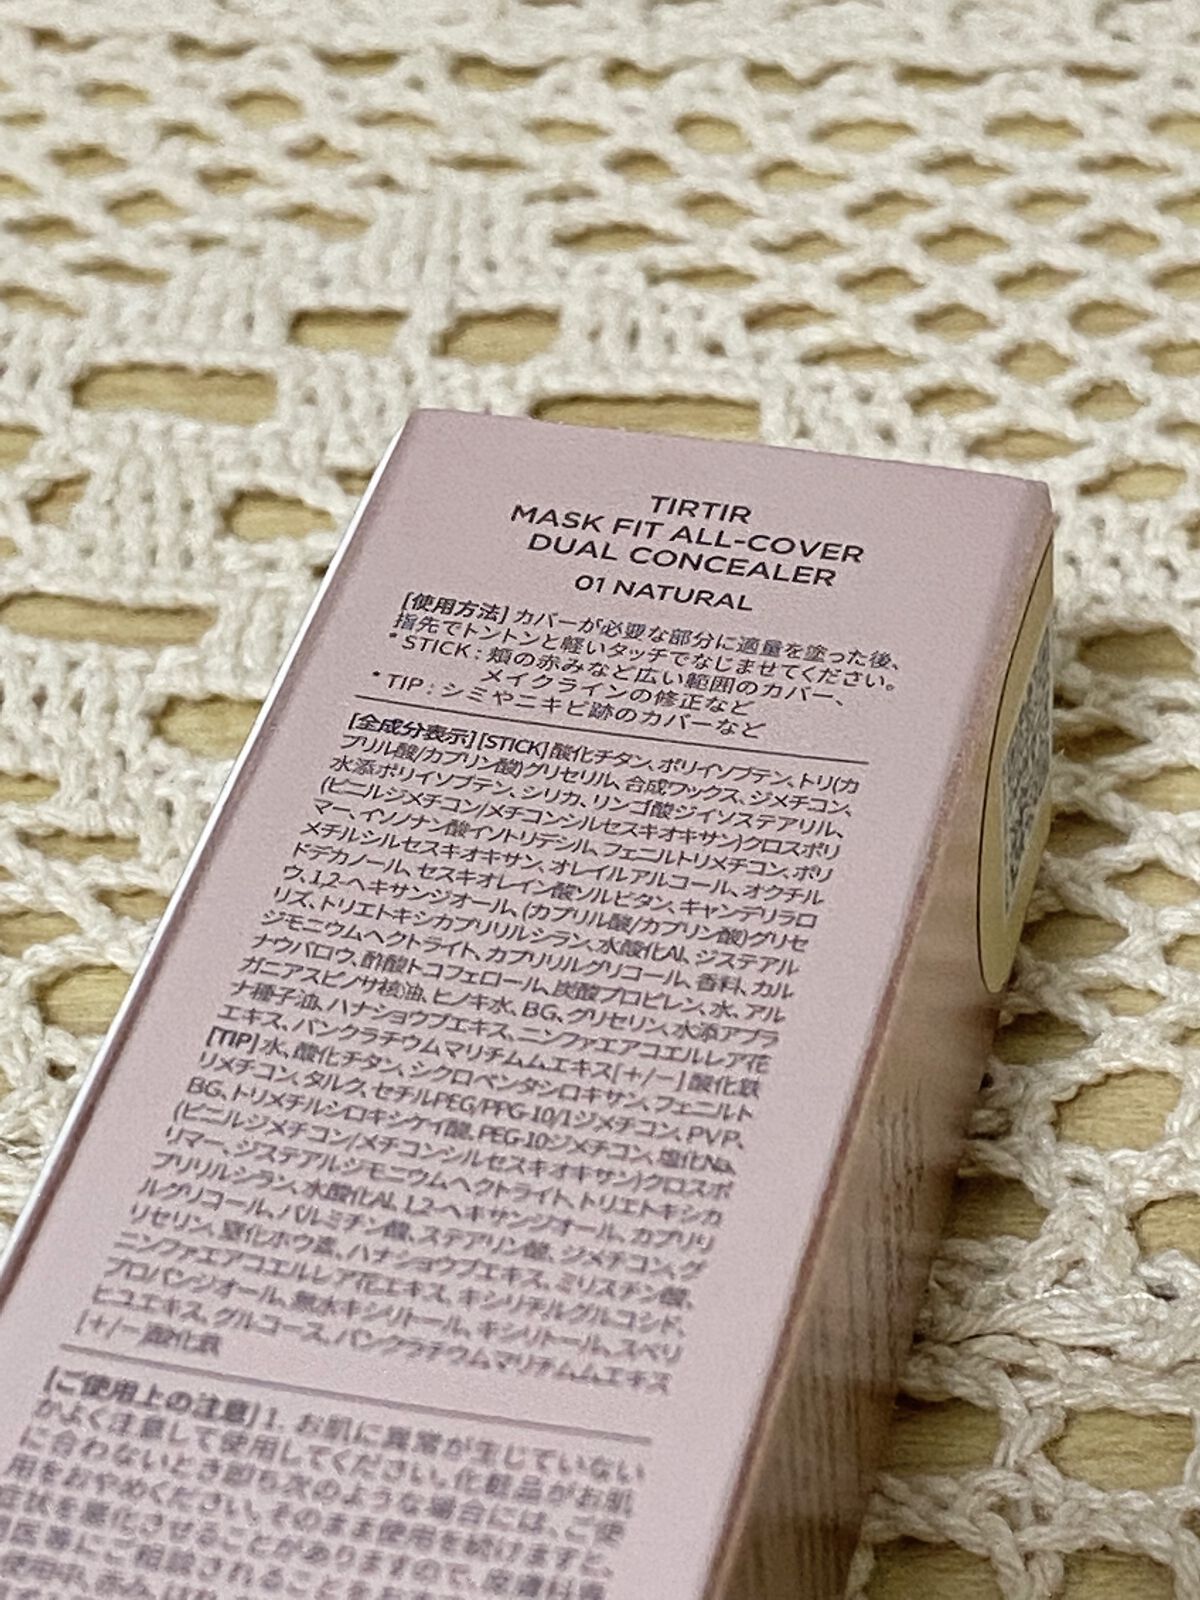 TIRTIR
MASK FIT ALL-COVER
DUAL CONCEALER
01 NATURAL
[使用方法] カバーが必要な部分に適量を塗った後、
指先でトントンと軽いタッチでなじませてください。
* STICK : 頬の赤みなど広い範囲のカバー、
メイクラインの修正など
* TIP : シミやニキビ跡のカバーなど
[全成分表示] [STICK] 酸化チタン、ポリイソブテン、トリ(カ
プリル酸/カプリン酸)グリセリル、合成ワックス、ジメチコン、
水添ポリイソブテン、シリカ、リンゴ酸ジイソステアリル、
(ビニルジメチコン/メチコンシルセスキオキサン)クロスポリ
マー、イソノナン酸イソトリデシル、フェニルトリメチコン、ポリ
メチルシルセスキオキサン、オレイルアルコール、オクチル
ドデカノール、セスキオレイン酸ソルビタン、キャンデリラロ
ウ、1,2-ヘキサンジオール、(カプリル酸/カプリン酸)グリセ
リズ、トリエトキシカプリリルシラン、水酸化Al、ジステアル
ジモニウムヘクトライト、カプリリルグリコール、香料、カル
ナウバロウ、酢酸トコフェロール、炭酸プロピレン、水、アル
ガニアスピノサ核油、ヒノキ水、BG、グリセリン、水添アブラ
ナ種子油、ハナショウブエキス、ニンファエアコエルレア花
エキス、パンクラチウムマリチムムエキス[+/-] 酸化鉄
[TIP] 水、酸化チタン、シクロペンタシロキサン、フェニルト
リメチコン、タルク、セチルPEG/PPG-10/1ジメチコン、PVP、
BG、トリメチルシロキシケイ酸、PEG-10ジメチコン、塩化Na、
(ビニルジメチコン/メチコンシルセスキオキサン)クロスポ
リマー、ジステアルジモニウムヘクトライト、トリエトキシカ
プリリルシラン、水酸化Al、1,2-ヘキサンジオール、カプリリ
ルグリコール、パルミチン酸、ステアリン酸、ジメチコン、グ
リセリン、窒化ホウ素、ハナショウブエキス、ミリスチン酸、
ニンファエアコエルレア花エキス、キシリチルグルコシド、
プロパンジオール、無水キシリトール、キシリトール、スベリ
ヒユエキス、グルコース、パンクラチウムマリチムムエキス
[+/-]酸化鉄
[ご使用上の注意] 1. お肌に異常が生じていない
かよく注意して使用してください。化粧品がお肌
に合わないとき即ち次のような場合には、ご使
用をおやめください。そのまま使用を続けますと、
症状を悪化させることがありますので、皮膚科専
門医等にご相談されることをお
使用中、赤み、はれ